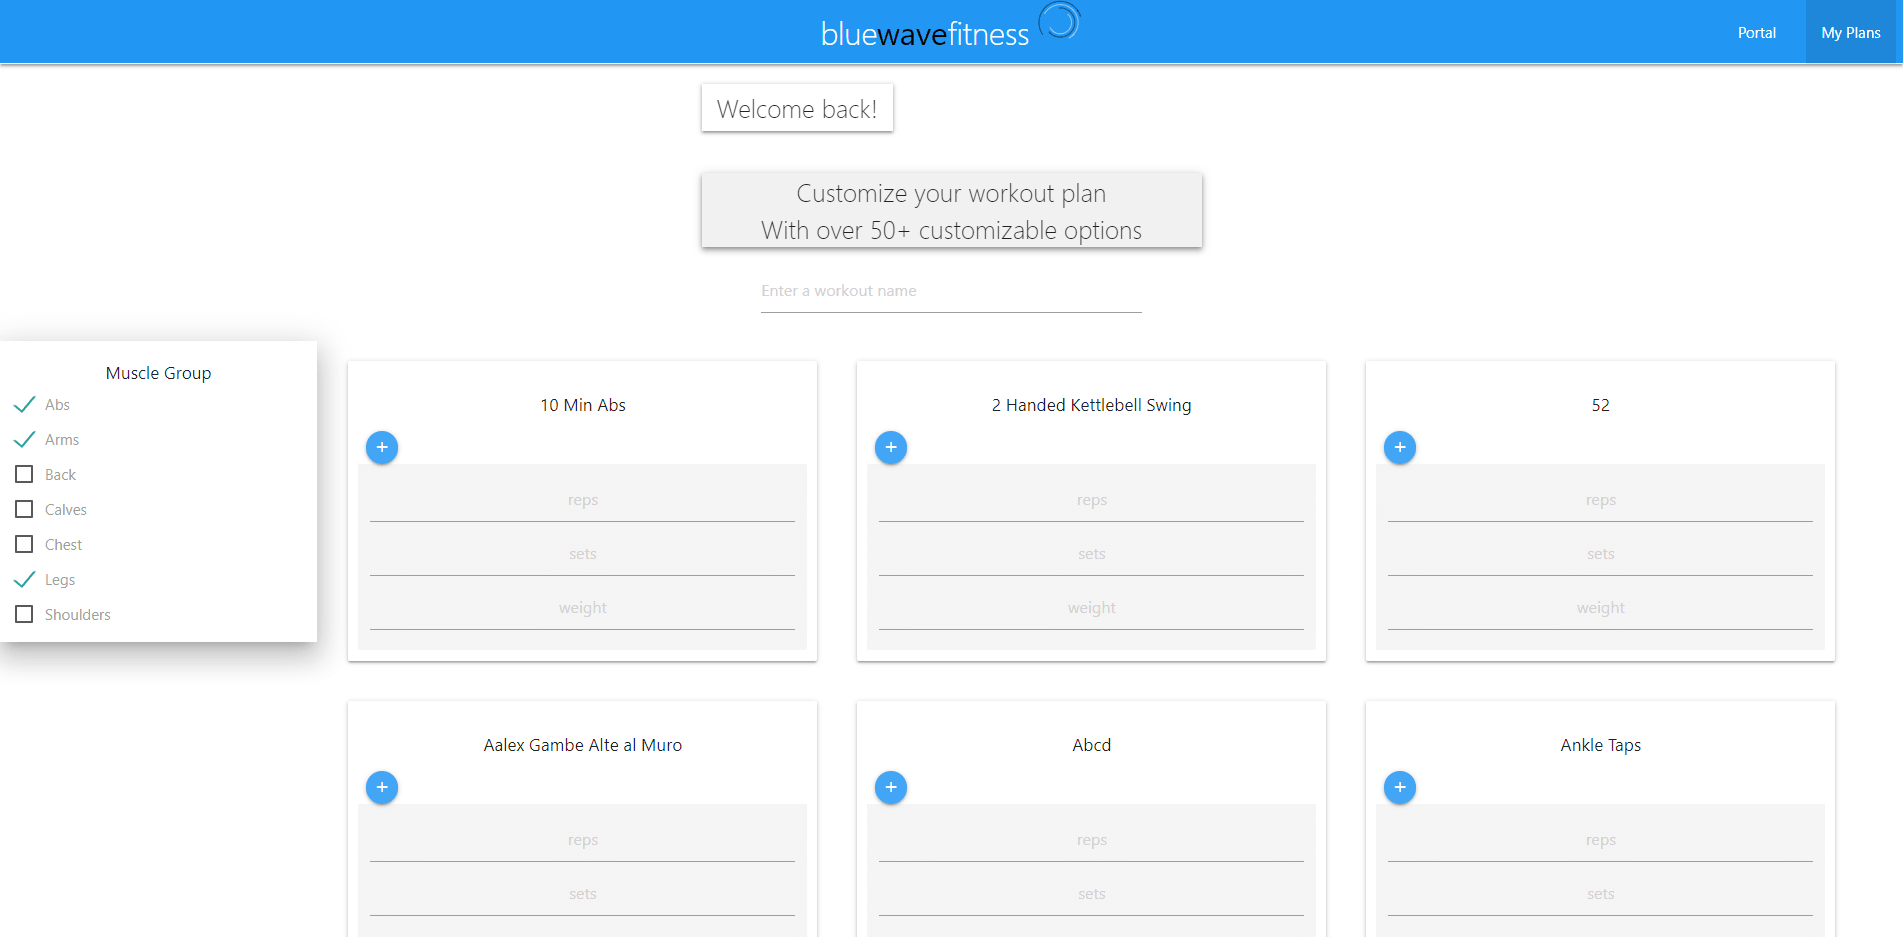 bluewavefitness
Portal
My Plans
Welcome back!
Customize your workout plan
With over 50+ customizable options
Enter a workout name
Muscle Group
Abs
Arms
Back
Calves
Chest
Legs
Shoulders
10 Min Abs
+
reps
sets
weight
2 Handed Kettlebell Swing
+
reps
sets
weight
52
+
reps
sets
weight
Aalex Gambe Alte al Muro
+
reps
sets
Abcd
+
reps
sets
Ankle Taps
+
reps
sets